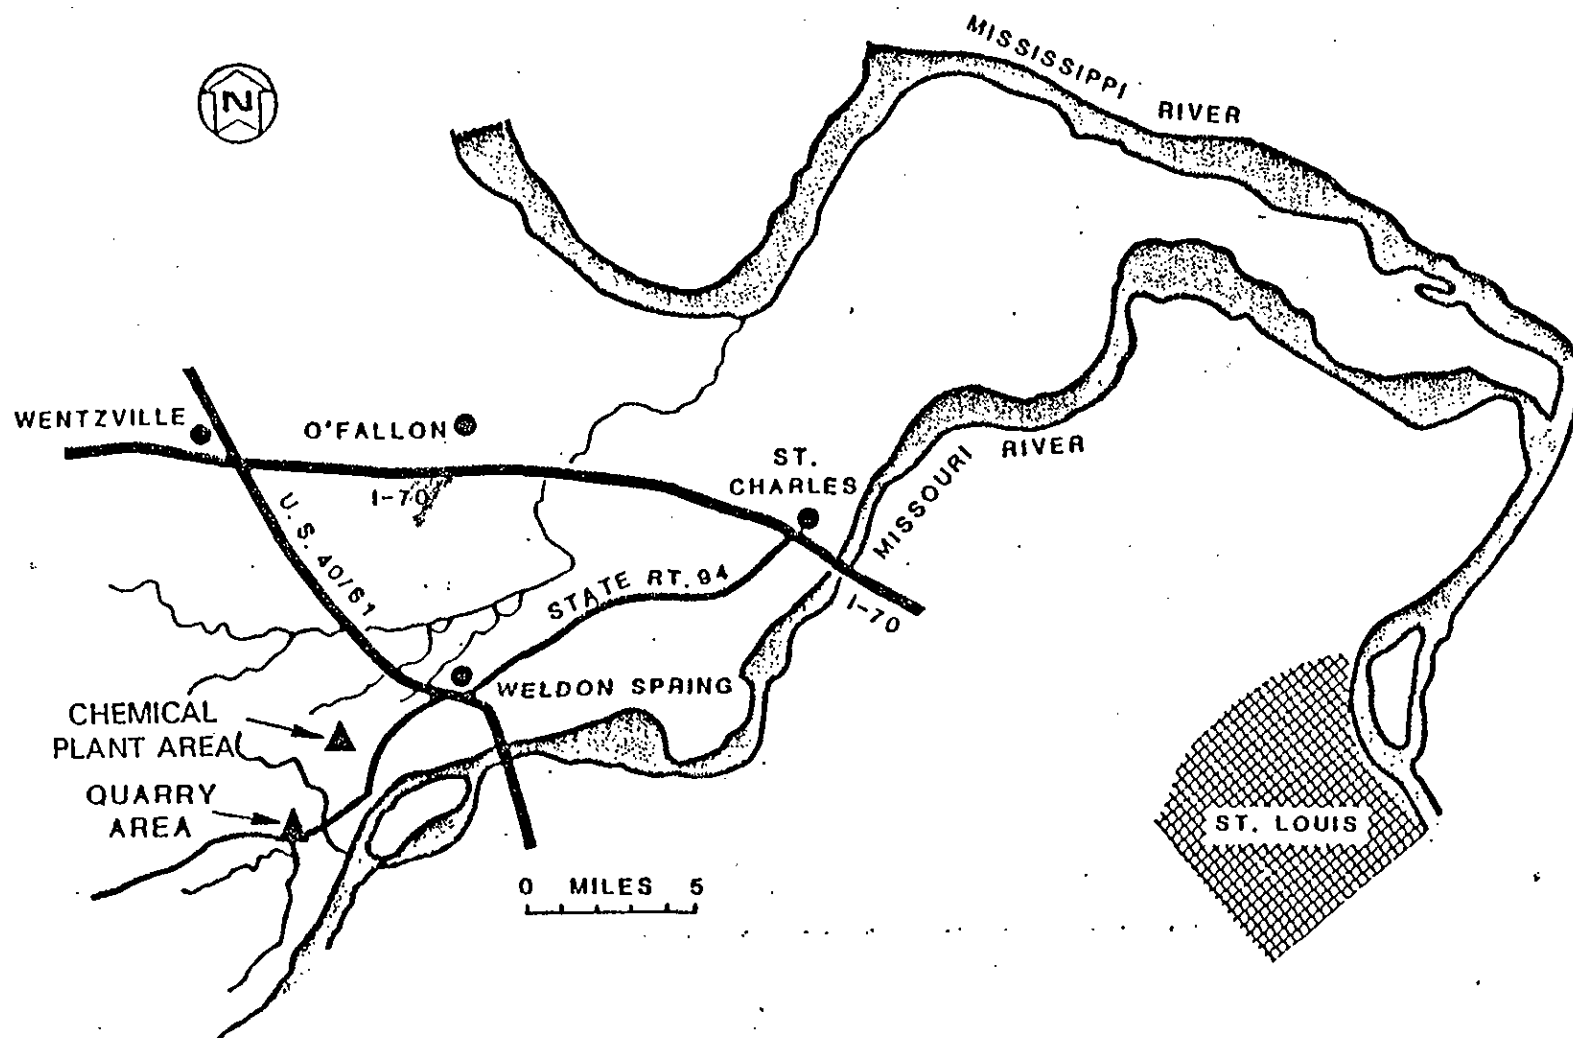 MISSISSIPPI RIVER
N
WENTZVILLE
O'FALLON
I-70
ST.
CHARLES
MISSOURI RIVER
U.S. 40/61
STATE RT. 94
I-70
WELDON SPRING
CHEMICAL
PLANT AREA
QUARRY
AREA
ST. LOUIS
0 MILES 5